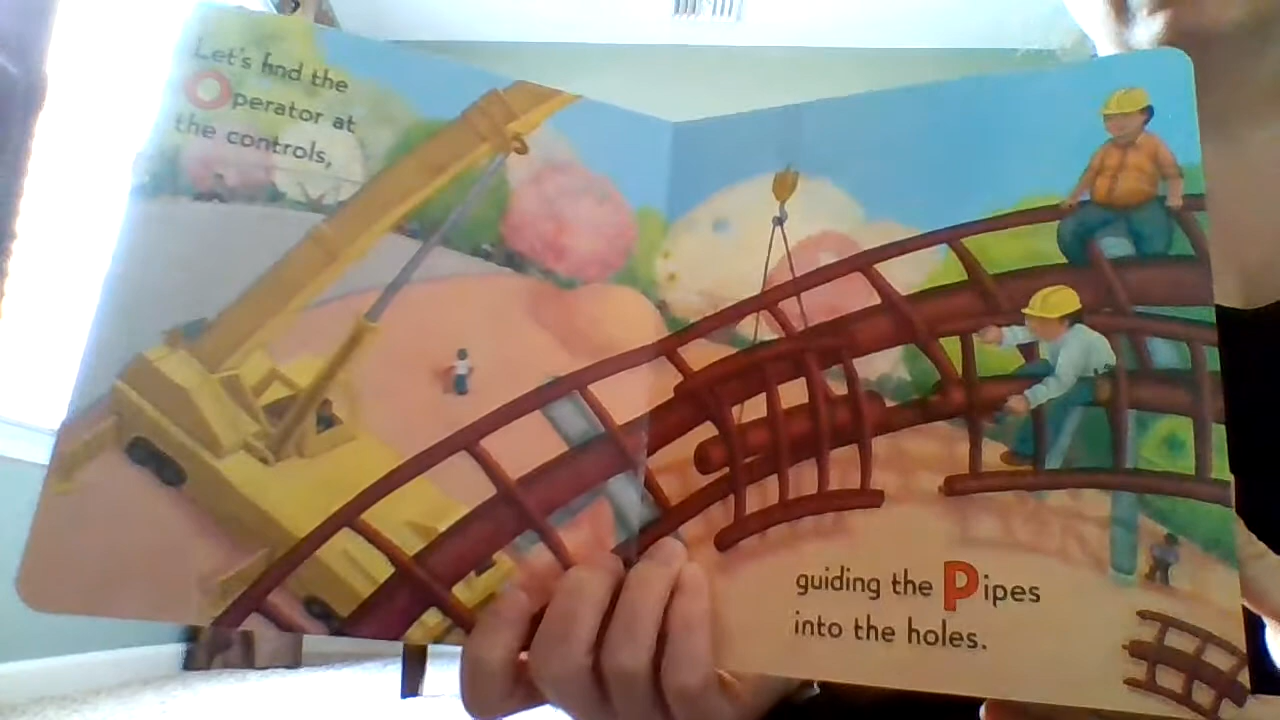 Let's find the
Operator at
the controls,
guiding the Pipes
into the holes.